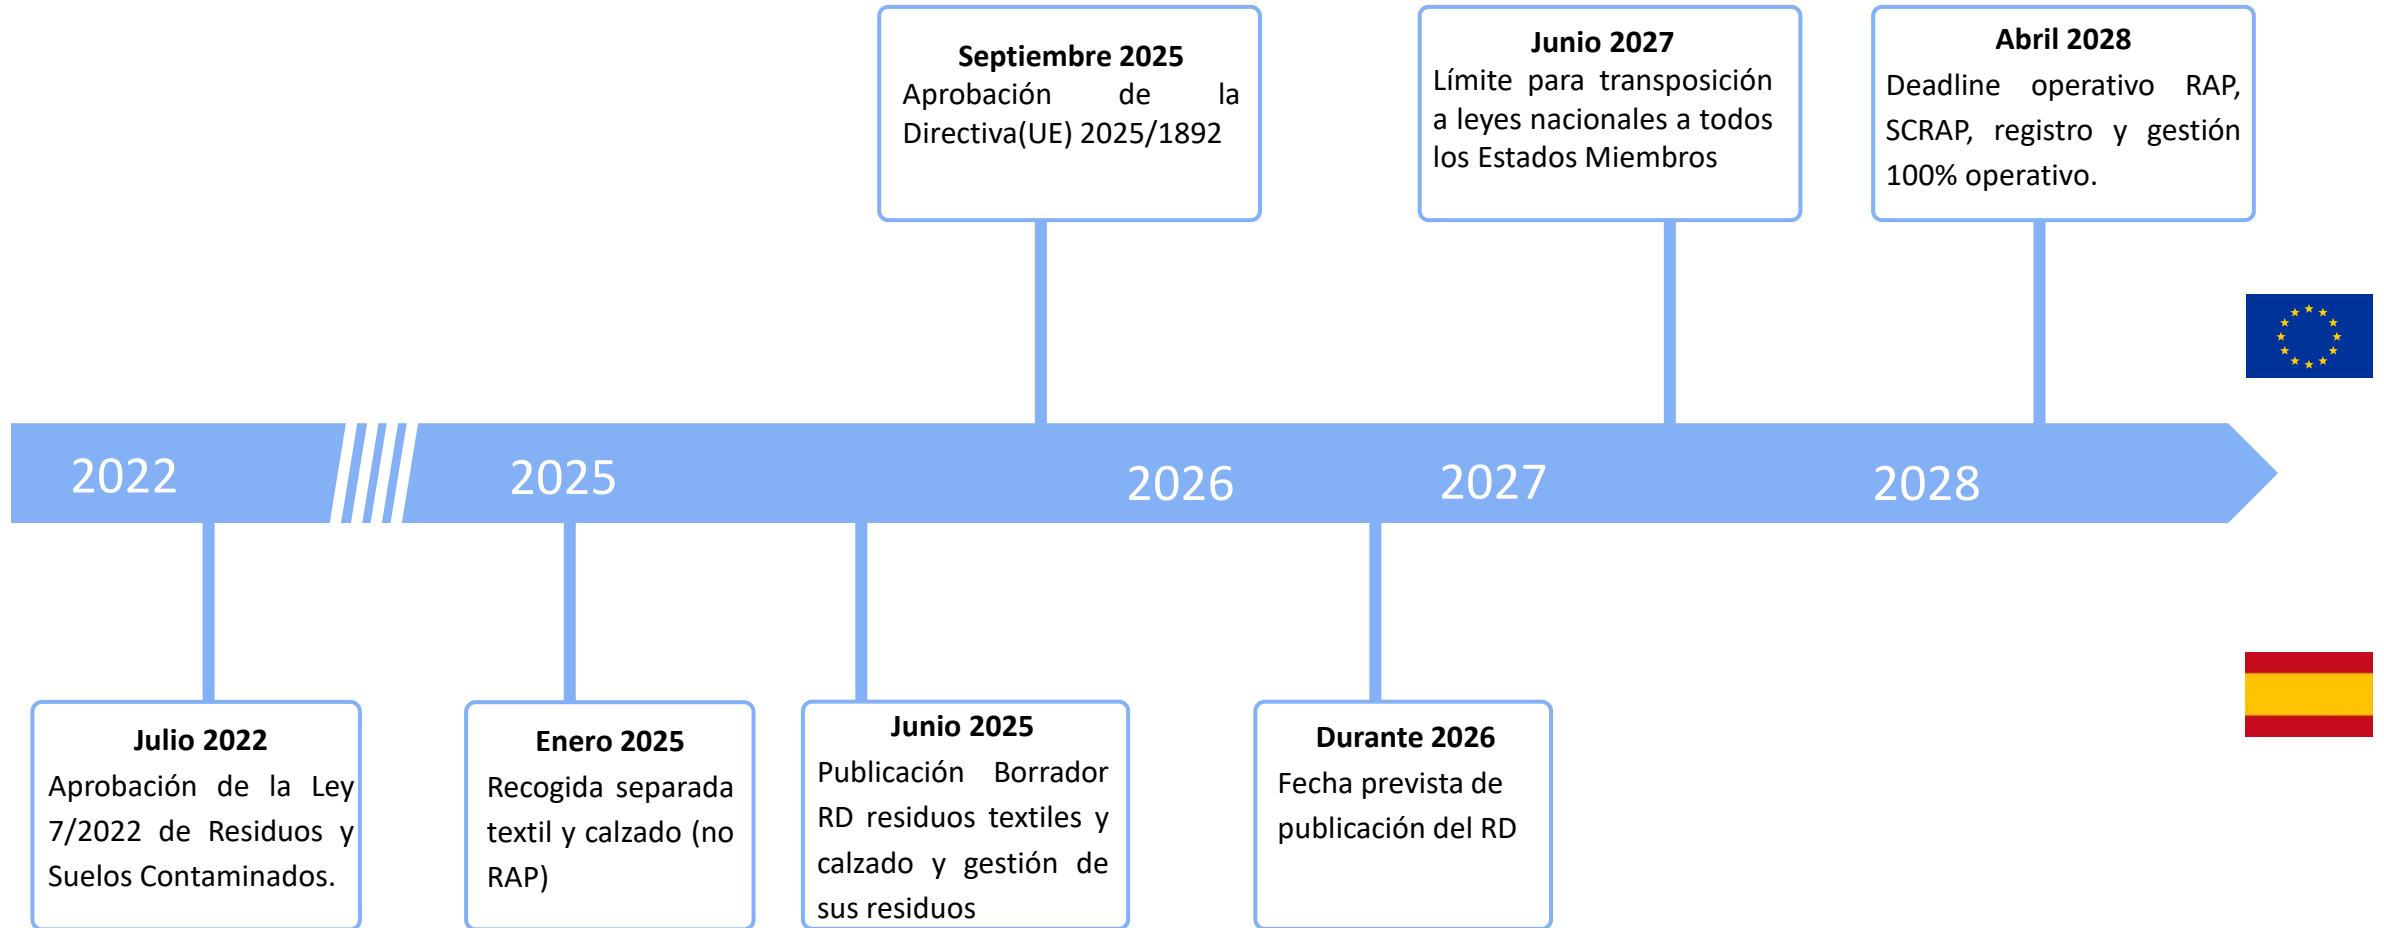 Septiembre 2025
Aprobación de la
Directiva(UE) 2025/1892
Junio 2027
Límite para transposición
a leyes nacionales a todos
los Estados Miembros
Abril 2028
Deadline operativo RAP,
SCRAP, registro y gestión
100% operativo.
2022
2025
2026
2027
2028
Julio 2022
Aprobación de la Ley
7/2022 de Residuos y
Suelos Contaminados.
Enero 2025
Recogida separada
textil y calzado (no
RAP)
Junio 2025
Publicación Borrador
RD residuos textiles y
calzado y gestión de
sus residuos
Durante 2026
Fecha prevista de
publicación del RD